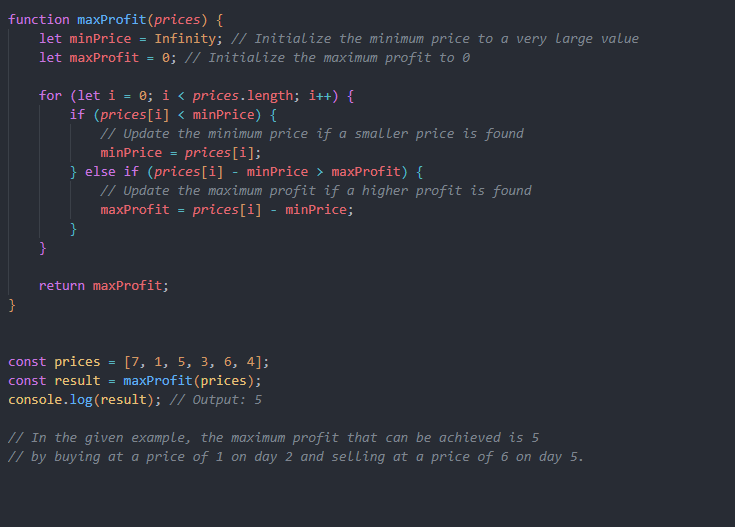 function maxProfit(prices) {
    let minPrice = Infinity; // Initialize the minimum price to a very large value
    let maxProfit = 0; // Initialize the maximum profit to 0

    for (let i = 0; i < prices.length; i++) {
        if (prices[i] < minPrice) {
            // Update the minimum price if a smaller price is found
            minPrice = prices[i];
        } else if (prices[i] - minPrice > maxProfit) {
            // Update the maximum profit if a higher profit is found
            maxProfit = prices[i] - minPrice;
        }
    }

    return maxProfit;
}


const prices = [7, 1, 5, 3, 6, 4];
const result = maxProfit(prices);
console.log(result); // Output: 5

// In the given example, the maximum profit that can be achieved is 5
// by buying at a price of 1 on day 2 and selling at a price of 6 on day 5.